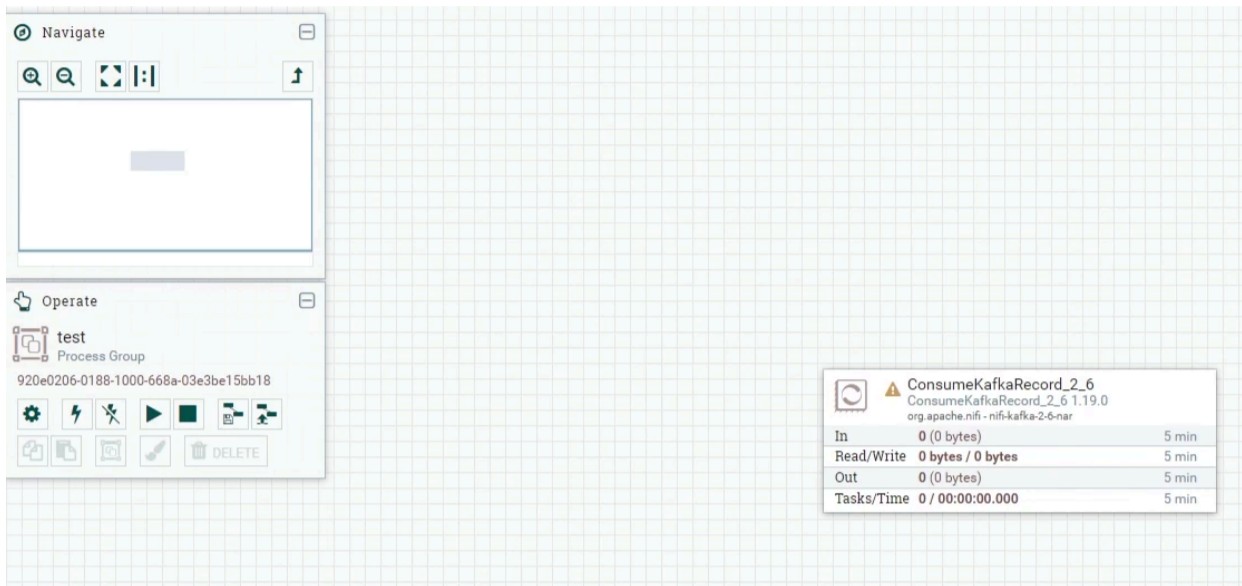 Navigate
Operate
test
Process Group
920e0206-0188-1000-668a-03e3be15bb18
DELETE
ConsumeKafkaRecord_2_6
ConsumeKafkaRecord_2_6 1.19.0
org.apache.nifi - nifi-kafka-2-6-nar
In 0 (0 bytes) 5 min
Read/Write 0 bytes / 0 bytes 5 min
Out 0 (0 bytes) 5 min
Tasks/Time 0 / 00:00:00.000 5 min